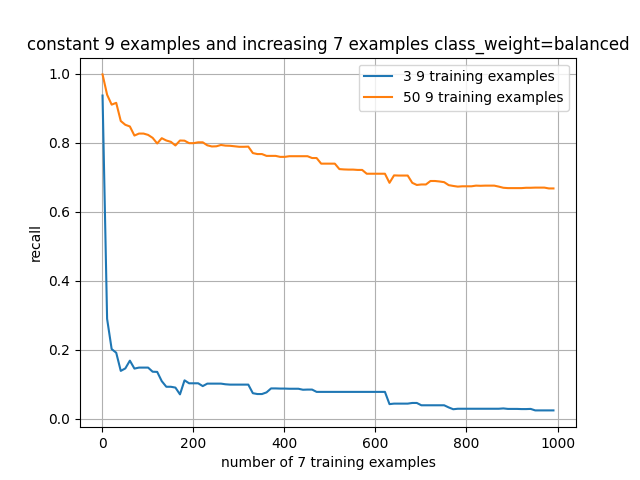 constant 9 examples and increasing 7 examples class_weight=balanced
3 9 training examples
50 9 training examples
recall
1.0
0.8
0.6
0.4
0.2
0.0
0 200 400 600 800 1000
number of 7 training examples